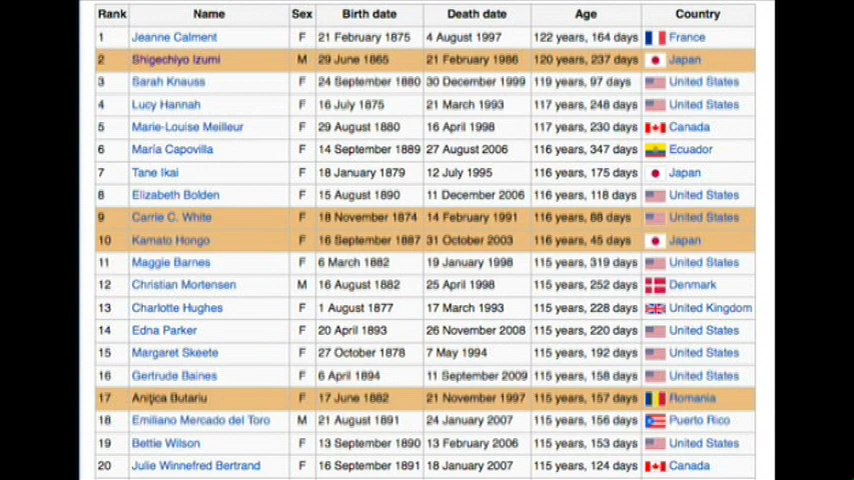 Rank Name Sex Birth date Death date Age Country
1 Jeanne Calment F 21 February 1875 4 August 1997 122 years, 164 days France
2 Shigechiyo Izumi M 29 June 1865 21 February 1986 120 years, 237 days Japan
3 Sarah Knauss F 24 September 1880 30 December 1999 119 years, 97 days United States
4 Lucy Hannah F 16 July 1875 21 March 1993 117 years, 248 days United States
5 Marie-Louise Meilleur F 29 August 1880 16 April 1998 117 years, 230 days Canada
6 María Capovilla F 14 September 1889 27 August 2006 116 years, 347 days Ecuador
7 Tane Ikai F 18 January 1879 12 July 1995 116 years, 175 days Japan
8 Elizabeth Bolden F 15 August 1890 11 December 2006 116 years, 118 days United States
9 Carrie C. White F 18 November 1874 14 February 1991 116 years, 88 days United States
10 Kamato Hongo F 16 September 1887 31 October 2003 116 years, 45 days Japan
11 Maggie Barnes F 6 March 1882 19 January 1998 115 years, 319 days United States
12 Christian Mortensen M 16 August 1882 25 April 1998 115 years, 252 days Denmark
13 Charlotte Hughes F 1 August 1877 17 March 1993 115 years, 228 days United Kingdom
14 Edna Parker F 20 April 1893 26 November 2008 115 years, 220 days United States
15 Margaret Skeete F 27 October 1878 7 May 1994 115 years, 192 days United States
16 Gertrude Baines F 6 April 1894 11 September 2009 115 years, 158 days United States
17 Anițica Butariu F 17 June 1882 21 November 1997 115 years, 157 days Romania
18 Emiliano Mercado del Toro M 21 August 1891 24 January 2007 115 years, 156 days Puerto Rico
19 Bettie Wilson F 13 September 1890 13 February 2006 115 years, 153 days United States
20 Julie Winnefred Bertrand F 16 September 1891 18 January 2007 115 years, 124 days Canada